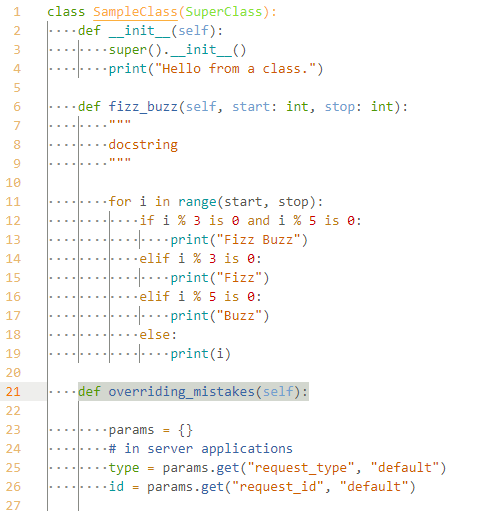 1 class SampleClass(SuperClass):
2 ····def __init__(self):
3 ········super().__init__()
4 ········print("Hello from a class.")
5
6 ····def fizz_buzz(self, start: int, stop: int):
7 ········"""
8 ········docstring
9 ········"""
10
11 ········for i in range(start, stop):
12 ············if i % 3 is 0 and i % 5 is 0:
13 ················print("Fizz Buzz")
14 ············elif i % 3 is 0:
15 ················print("Fizz")
16 ············elif i % 5 is 0:
17 ················print("Buzz")
18 ············else:
19 ················print(i)
20
21 ····def overriding_mistakes(self):
22
23 ········params = {}
24 ········# in server applications
25 ········type = params.get("request_type", "default")
26 ········id = params.get("request_id", "default")
27